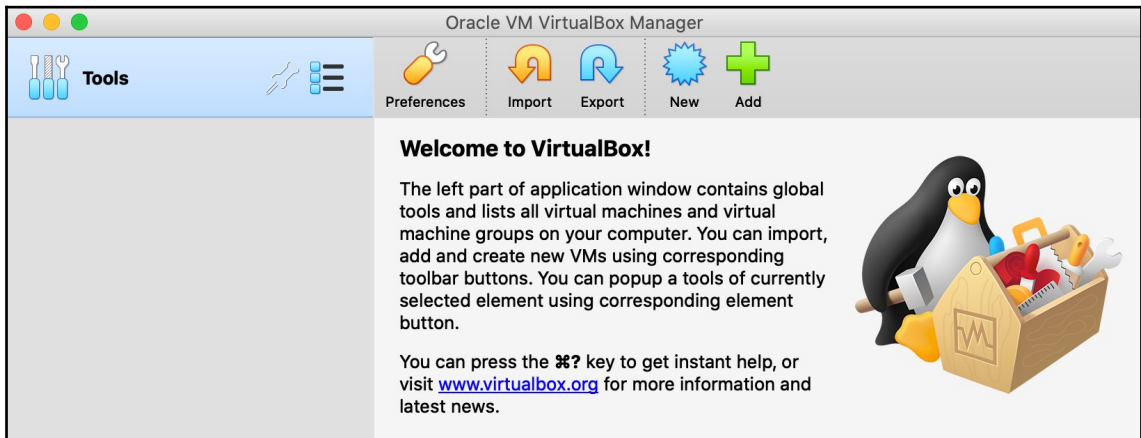 Oracle VM VirtualBox Manager
Tools
Preferences
Import
Export
New
Add
Welcome to VirtualBox!
The left part of application window contains global
tools and lists all virtual machines and virtual
machine groups on your computer. You can import,
add and create new VMs using corresponding
toolbar buttons. You can popup a tools of currently
selected element using corresponding element
button.
You can press the ⌘? key to get instant help, or
visit www.virtualbox.org for more information and
latest news.